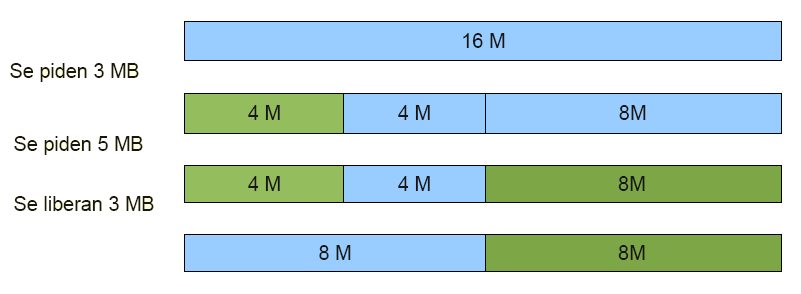 16 M
Se piden 3 MB
4 M 4 M 8M
Se piden 5 MB
4 M 4 M 8M
Se liberan 3 MB
8 M 8M